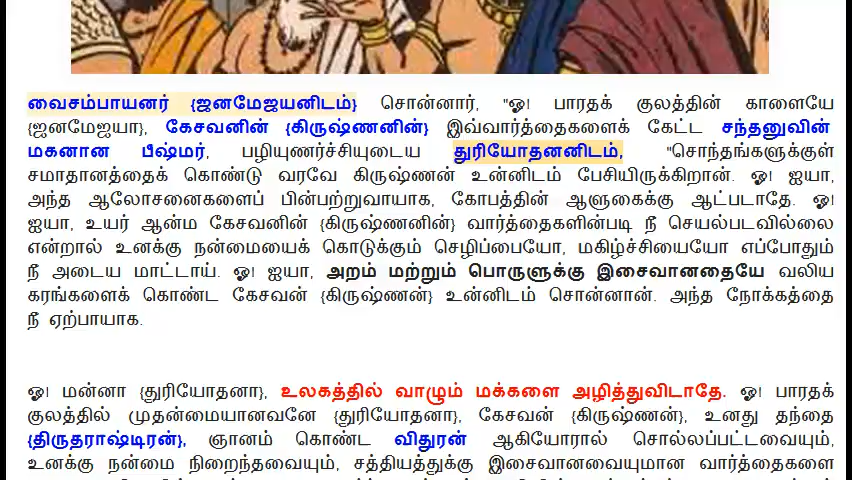 வைசம்பாயனர் {ஜனமேஜயனிடம்} சொன்னார், "ஓ! பாரதக் குலத்தின் காளையே
{ஜனமேஜயா}, கேசவனின் {கிருஷ்ணனின்} இவ்வார்த்தைகளைக் கேட்ட சந்தனுவின்
மகனான பீஷ்மர், பழியுணர்ச்சியுடைய துரியோதனனிடம், "சொந்தங்களுக்குள்
சமாதானத்தைக் கொண்டு வரவே கிருஷ்ணன் உன்னிடம் பேசியிருக்கிறான். ஓ! ஐயா,
அந்த ஆலோசனைகளைப் பின்பற்றுவாயாக, கோபத்தின் ஆளுகைக்கு ஆட்படாதே. ஓ!
ஐயா, உயர் ஆன்ம கேசவனின் {கிருஷ்ணனின்} வார்த்தைகளின்படி நீ செயல்படவில்லை
என்றால் உனக்கு நன்மையைக் கொடுக்கும் செழிப்பையோ, மகிழ்ச்சியையோ எப்போதும்
நீ அடைய மாட்டாய். ஓ! ஐயா, அறம் மற்றும் பொருளுக்கு இசைவானதையே வலிய
கரங்களைக் கொண்ட கேசவன் {கிருஷ்ணன்} உன்னிடம் சொன்னான். அந்த நோக்கத்தை
நீ ஏற்பாயாக.
ஓ! மன்னா {துரியோதனா}, உலகத்தில் வாழும் மக்களை அழித்துவிடாதே. ஓ! பாரதக்
குலத்தில் முதன்மையானவனே {துரியோதனா}, கேசவன் {கிருஷ்ணன்}, உனது தந்தை
{திருதராஷ்டிரன்}, ஞானம் கொண்ட விதுரன் ஆகியோரால் சொல்லப்பட்டவையும்,
உனக்கு நன்மை நிறைந்தவையும், சத்தியத்துக்கு இசைவானவையுமான வார்த்தைகளை